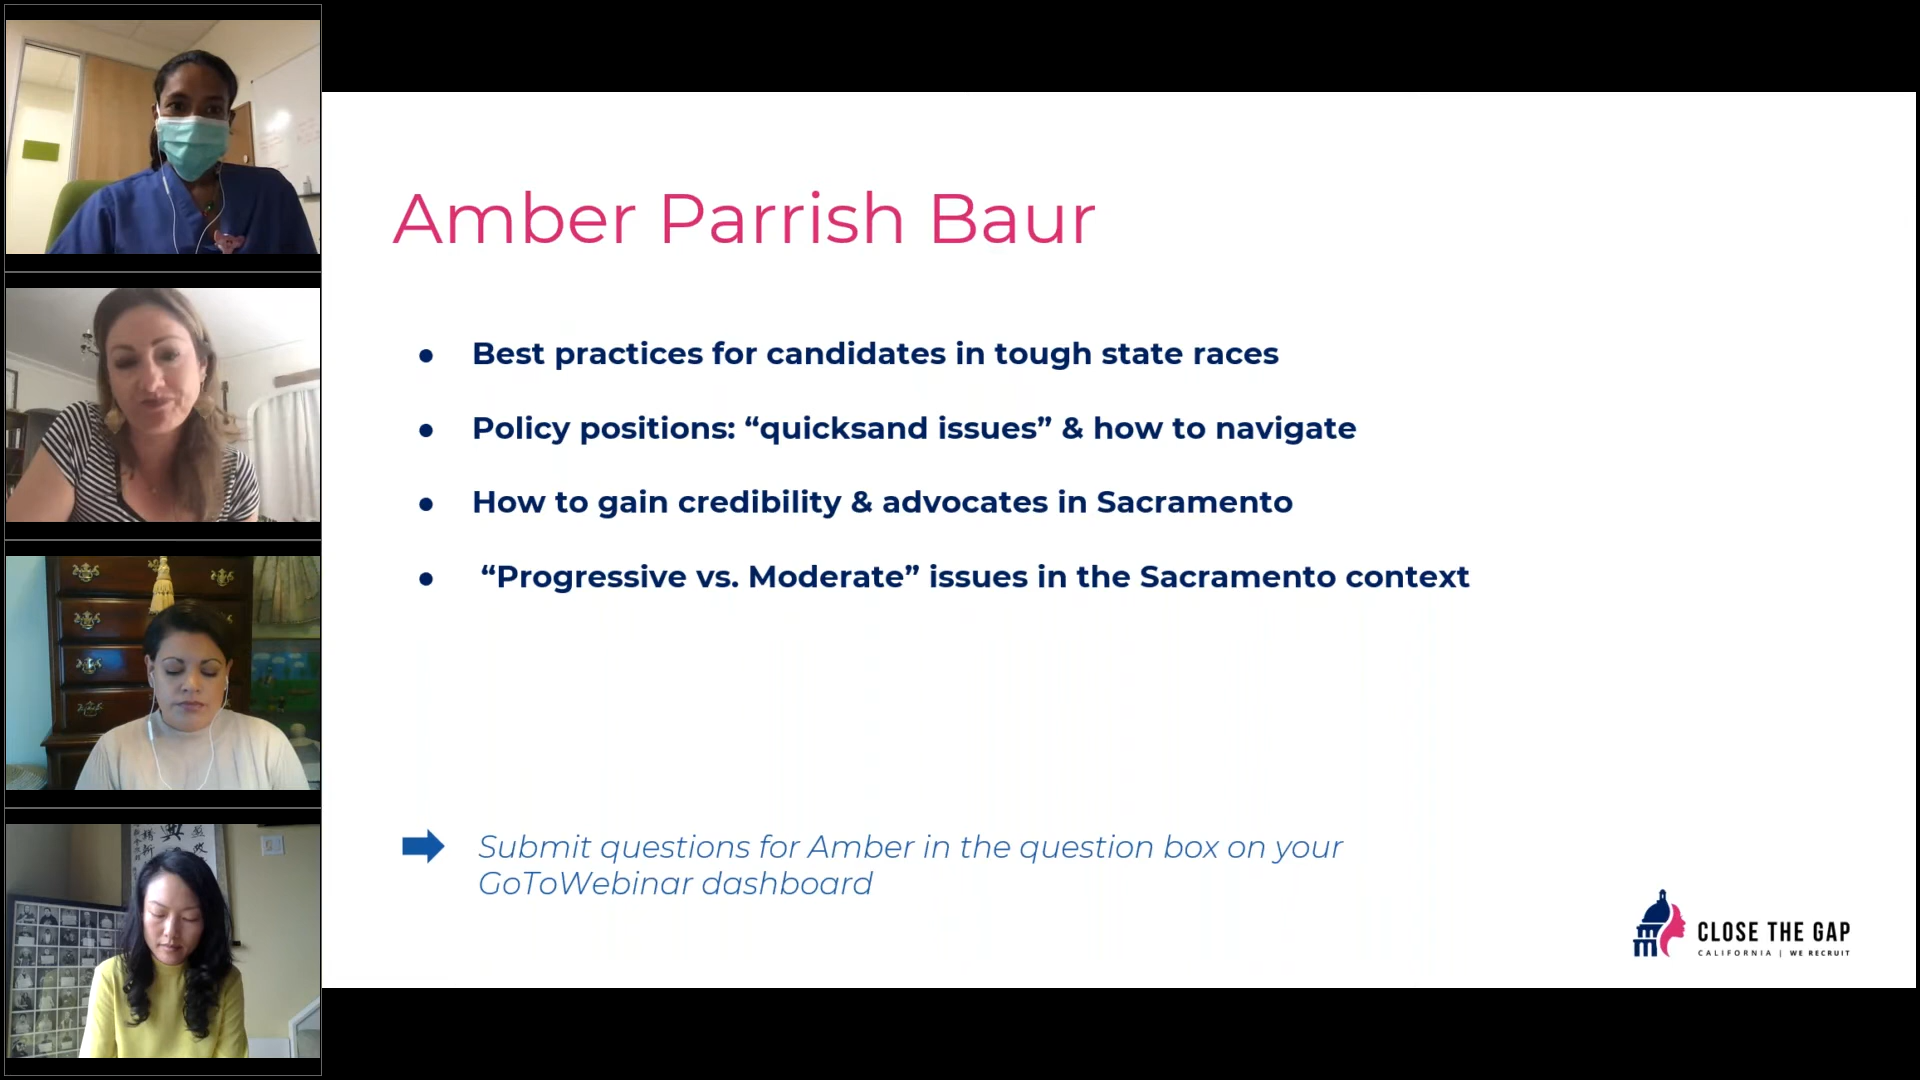 Amber Parrish Baur
● Best practices for candidates in tough state races
● Policy positions: “quicksand issues” & how to navigate
● How to gain credibility & advocates in Sacramento
● “Progressive vs. Moderate” issues in the Sacramento context
Submit questions for Amber in the question box on your
GoToWebinar dashboard
CLOSE THE GAP
CALIFORNIA | WE RECRUIT